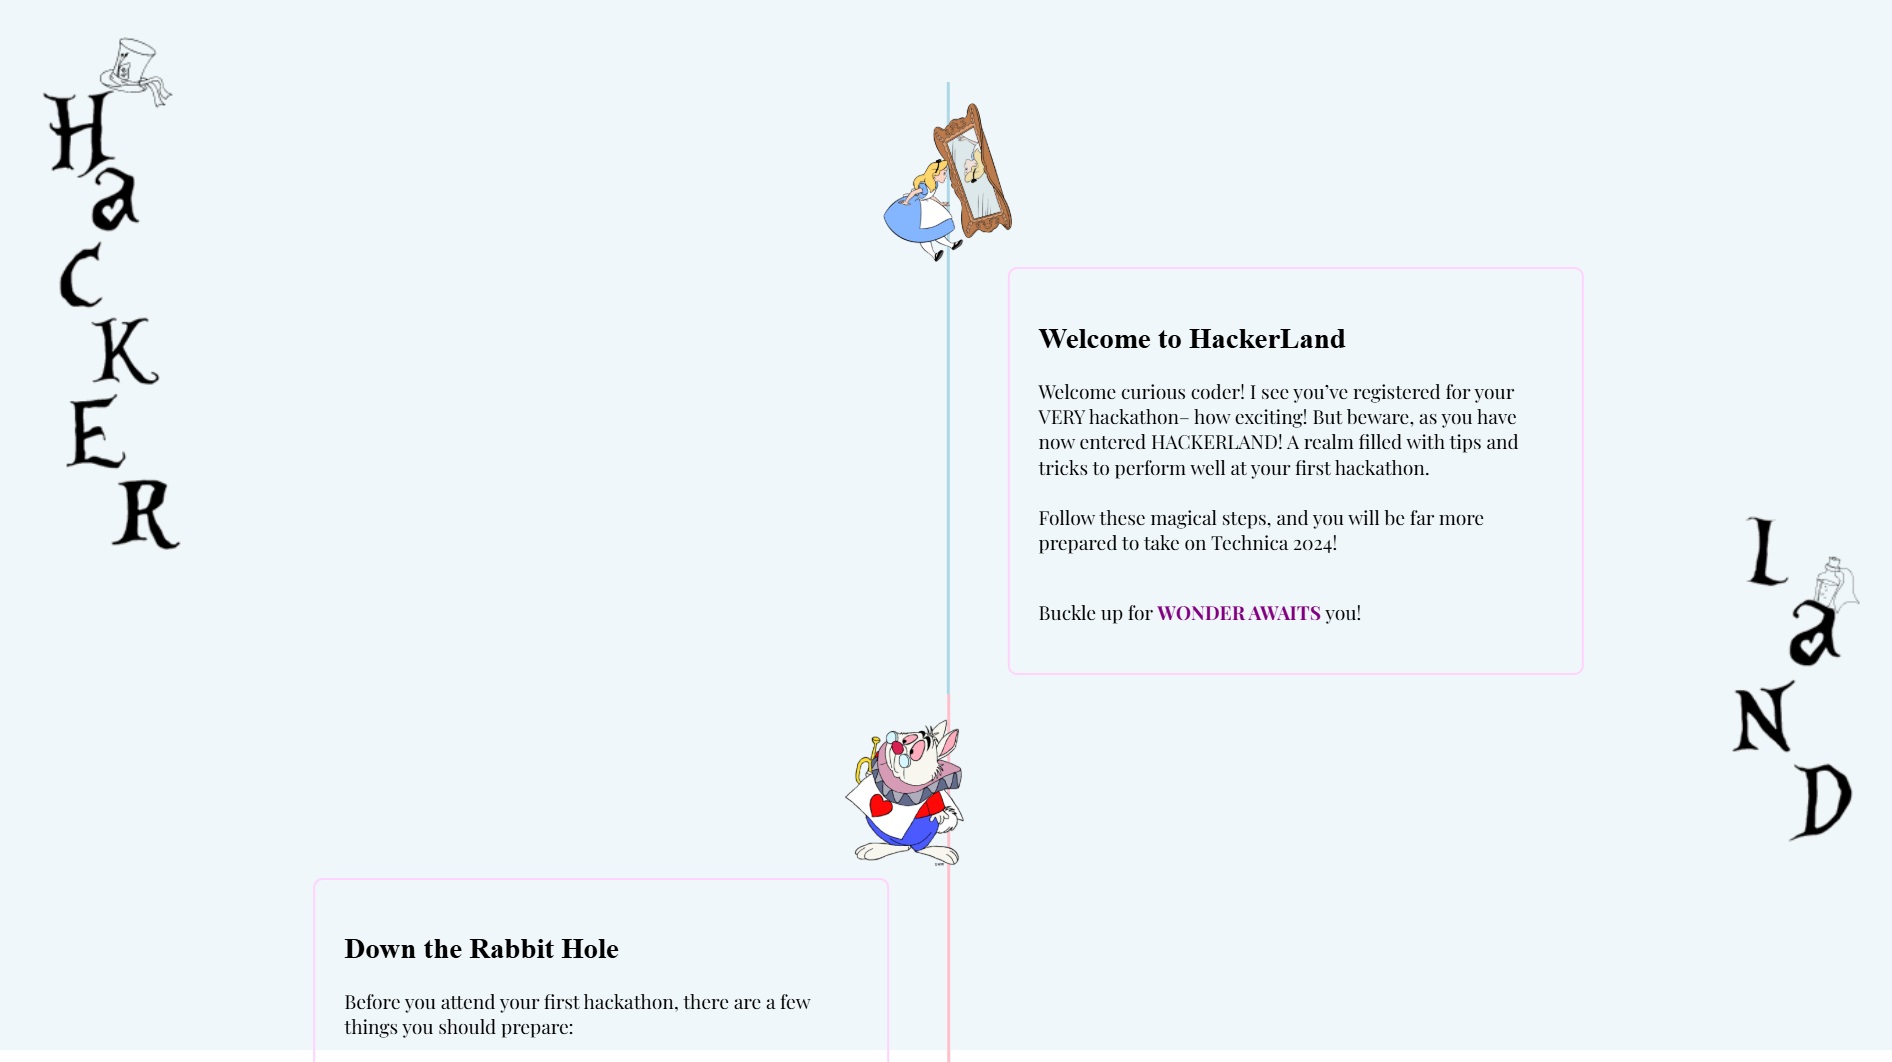 HaCKER
LaND
Welcome to HackerLand
Welcome curious coder! I see you’ve registered for your
VERY hackathon– how exciting! But beware, as you have
now entered HACKERLAND! A realm filled with tips and
tricks to perform well at your first hackathon.
Follow these magical steps, and you will be far more
prepared to take on Technica 2024!
Buckle up for WONDER AWAITS you!
Down the Rabbit Hole
Before you attend your first hackathon, there are a few
things you should prepare: